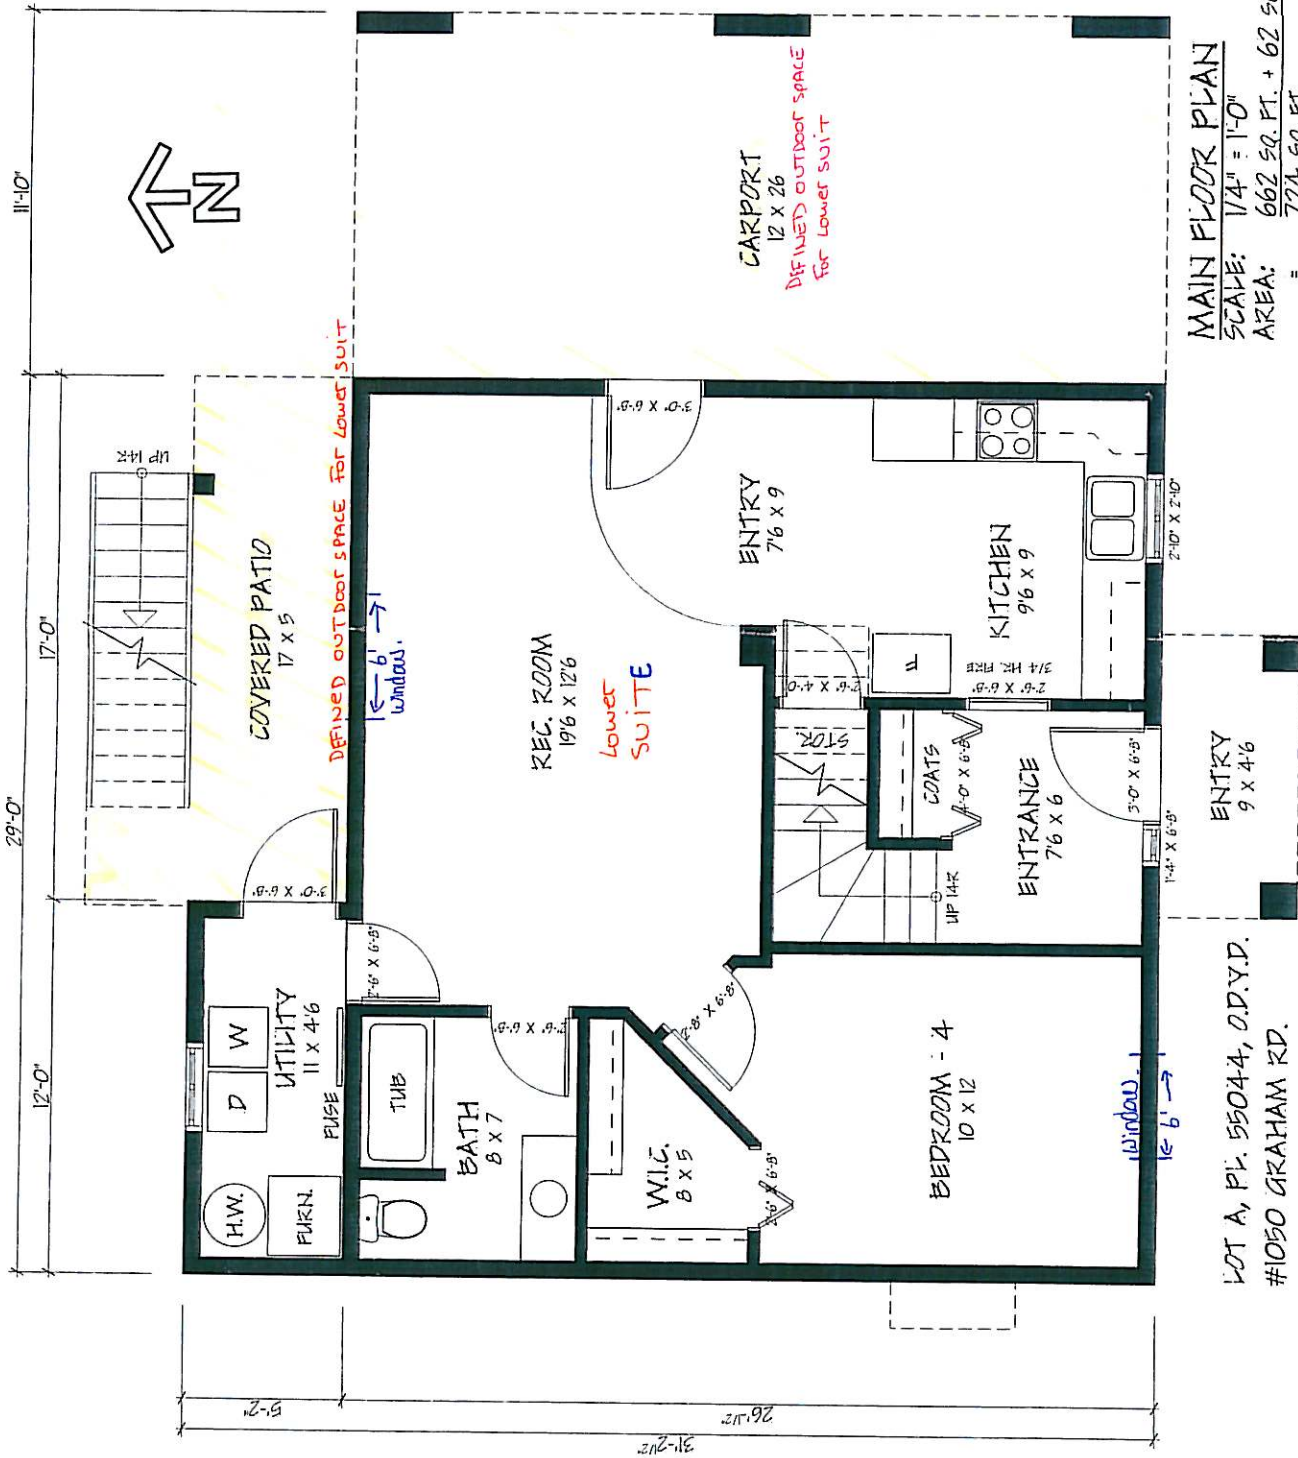 11'-10"
29'-0"
17'-0"
12'-0"
N
UP 14R
COVERED PATIO
17 X 5
DEFINED OUTDOOR SPACE For Lower SUIT
|← 6' →|
window.
3'-0" X 6'-8"
W
D
UTILITY
11 X 4'6
FUSE
H.W.
FURN.
2'-6" X 6'-8"
TUB
BATH
8 X 7
2'-6" X 6'-8"
W.I.C.
8 X 5
2'-6" X 6'-8"
2'-8" X 6'-8"
REC. ROOM
19'6 X 12'6
Lower
SUITE
3'-0" X 6'-8"
ENTRY
7'6 X 9
CARPORT
12 X 26
DEFINED OUTDOOR SPACE
For Lower SUIT
KITCHEN
9'6 X 9
F
2'-10" X 2'-10"
3/4 HR. FIRE
2'-6" X 6'-8"
2'-6" X 4'-0"
STOR.
COATS
4'-0" X 6'-8"
UP 14R
ENTRANCE
7'6 X 6
3'-0" X 6'-8"
1'-4" X 6'-8"
ENTRY
9 X 4'6
BEDROOM - 4
10 X 12
|window.|
|← 6' →|
5'-2"
26'-1/2"
31'-2 1/2"
MAIN FLOOR PLAN
SCALE: 1/4" = 1'-0"
AREA: 662 SQ. FT. + 62
= 724 SQ. FT.
LOT A, PL. 55044, O.D.Y.D.
#1050 GRAHAM RD.